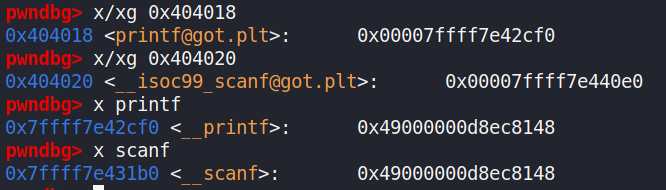 pwndbg> x/xg 0x404018
0x404018 <printf@got.plt>: 0x00007ffff7e42cf0
pwndbg> x/xg 0x404020
0x404020 <__isoc99_scanf@got.plt>: 0x00007ffff7e440e0
pwndbg> x printf
0x7ffff7e42cf0 <__printf>: 0x49000000d8ec8148
pwndbg> x scanf
0x7ffff7e431b0 <__scanf>: 0x49000000d8ec8148
pwndbg>